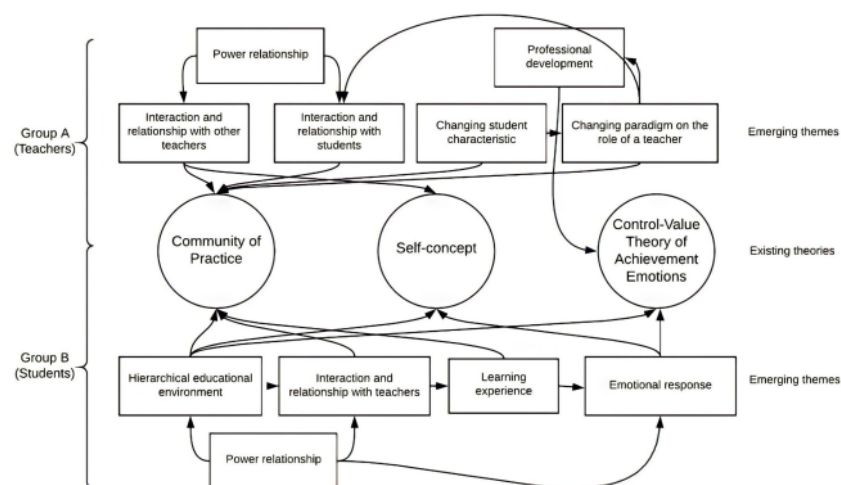 Power relationship
Professional
development
Group A
(Teachers)
Interaction and
relationship with other
teachers
Interaction and
relationship with
students
Changing student
characteristic
Changing paradigm on the
role of a teacher
Emerging themes
Community of
Practice
Self-concept
Control-Value
Theory of
Achievement
Emotions
Existing theories
Group B
(Students)
Hierarchical educational
environment
Interaction and
relationship with teachers
Learning
experience
Emotional response
Emerging themes
Power relationship